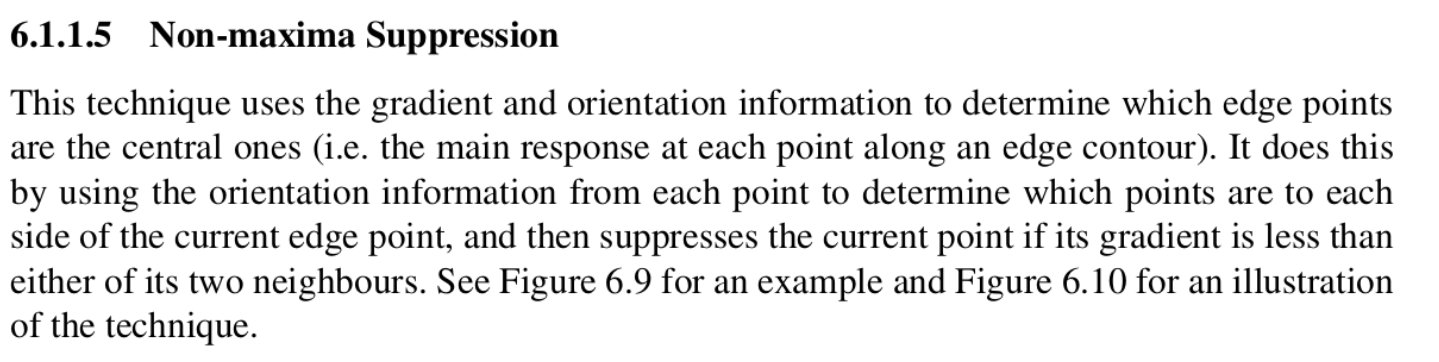 6.1.1.5 Non-maxima Suppression
This technique uses the gradient and orientation information to determine which edge points
are the central ones (i.e. the main response at each point along an edge contour). It does this
by using the orientation information from each point to determine which points are to each
side of the current edge point, and then suppresses the current point if its gradient is less than
either of its two neighbours. See Figure 6.9 for an example and Figure 6.10 for an illustration
of the technique.